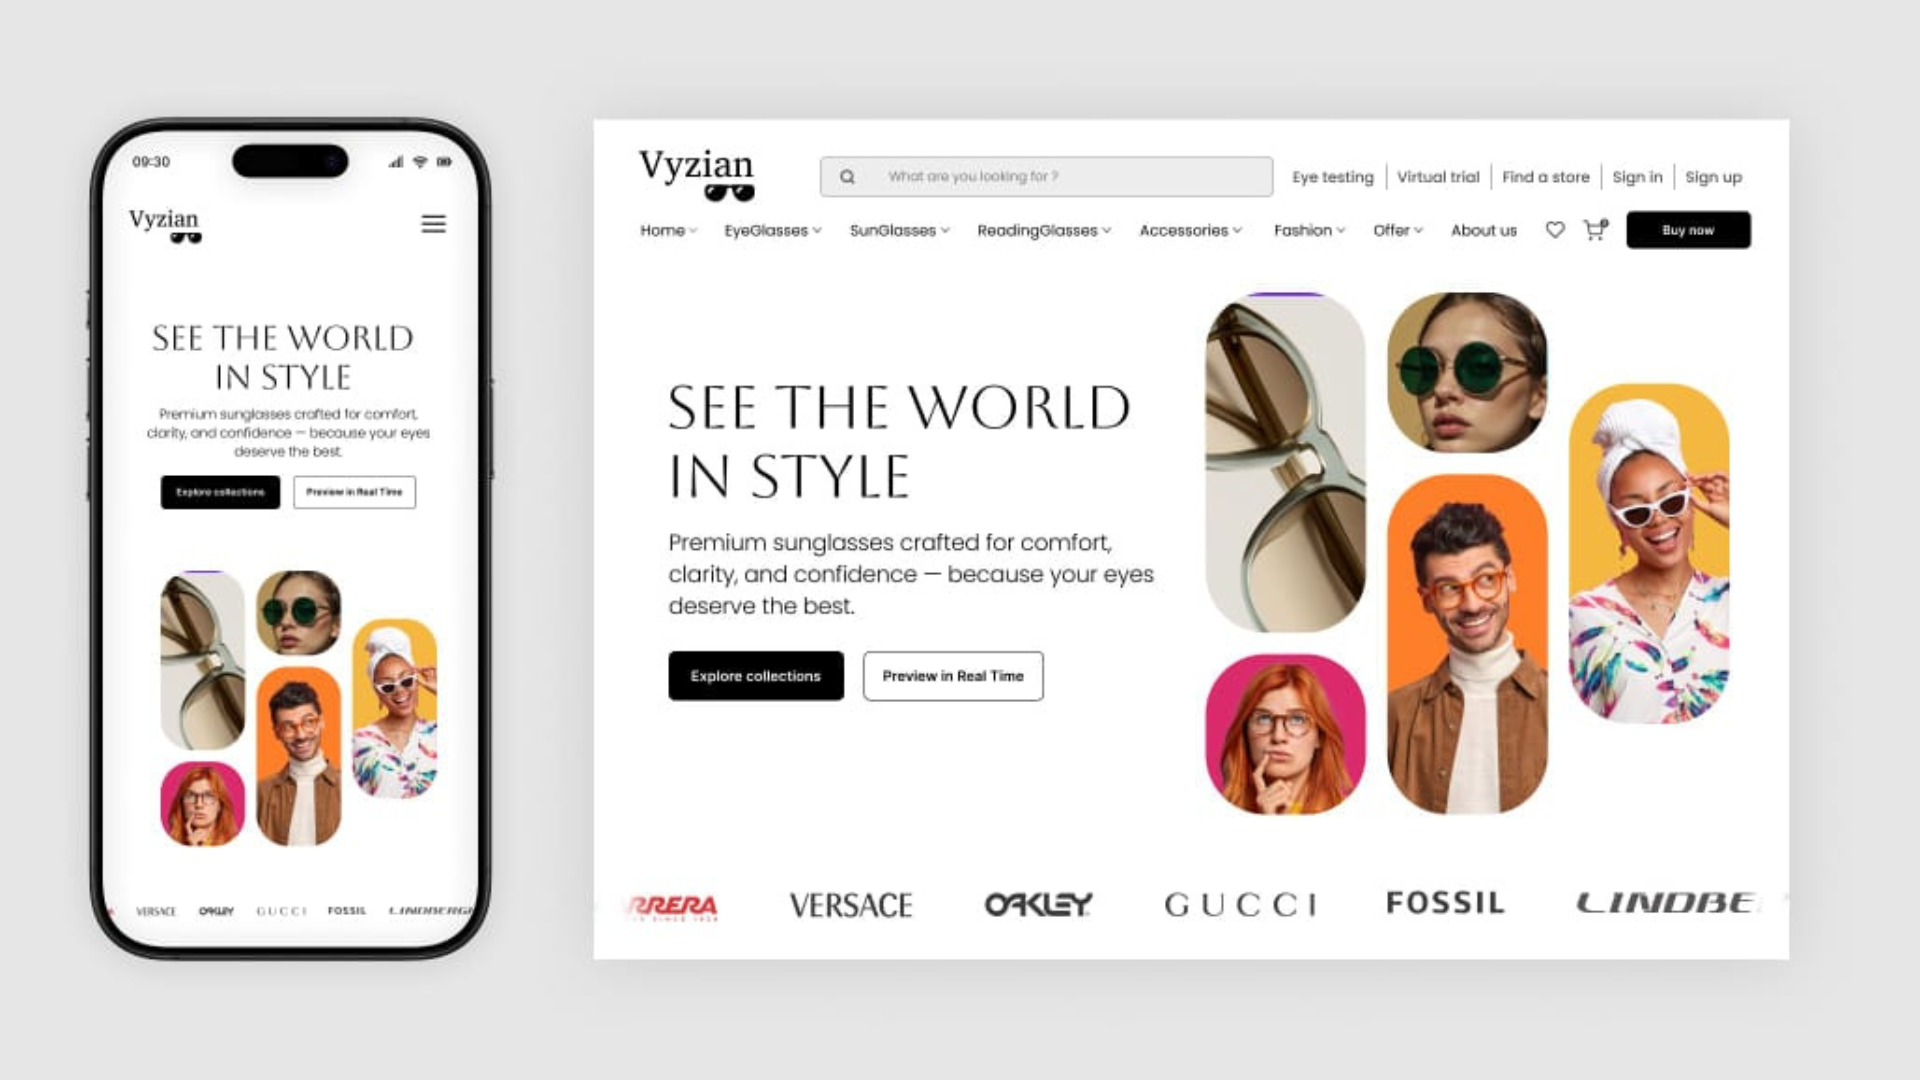 09:30
Vyzian
SEE THE WORLD
IN STYLE
Premium sunglasses crafted for comfort,
clarity, and confidence — because your eyes
deserve the best.
Explore collections
Preview in Real Time
VERSACE
OAKLEY
GUCCI
FOSSIL
LINDBERG
Vyzian
What are you looking for ?
Eye testing
Virtual trial
Find a store
Sign in
Sign up
Home
EyeGlasses
SunGlasses
ReadingGlasses
Accessories
Fashion
Offer
About us
Buy now
SEE THE WORLD
IN STYLE
Premium sunglasses crafted for comfort,
clarity, and confidence — because your eyes
deserve the best.
Explore collections
Preview in Real Time
RRERA
VERSACE
OAKLEY
GUCCI
FOSSIL
LINDBE